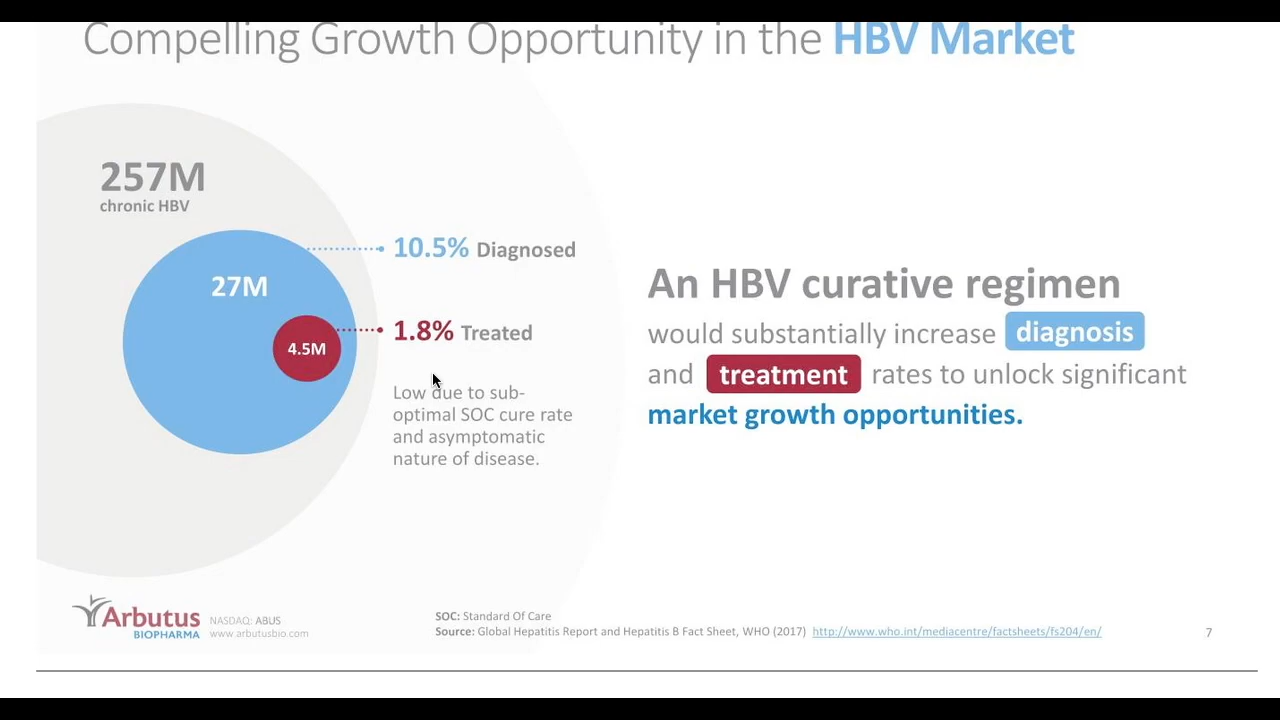 Compelling Growth Opportunity in the HBV Market
257M
chronic HBV
27M
4.5M
10.5% Diagnosed
1.8% Treated
Low due to sub-
optimal SOC cure rate
and asymptomatic
nature of disease.
An HBV curative regimen
would substantially increase diagnosis
and treatment rates to unlock significant
market growth opportunities.
Arbutus
BIOPHARMA
NASDAQ: ABUS
www.arbutusbio.com
SOC: Standard Of Care
Source: Global Hepatitis Report and Hepatitis B Fact Sheet, WHO (2017) http://www.who.int/mediacentre/factsheets/fs204/en/
7